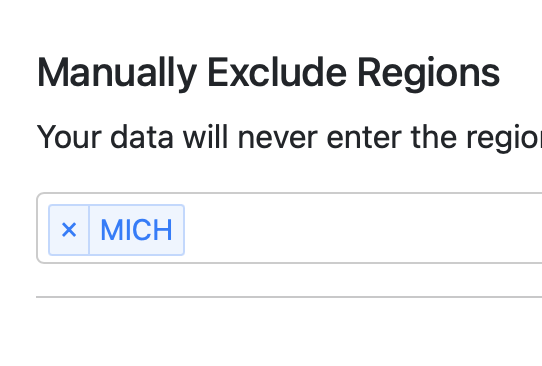 Manually Exclude Regions
Your data will never enter the regio
× MICH